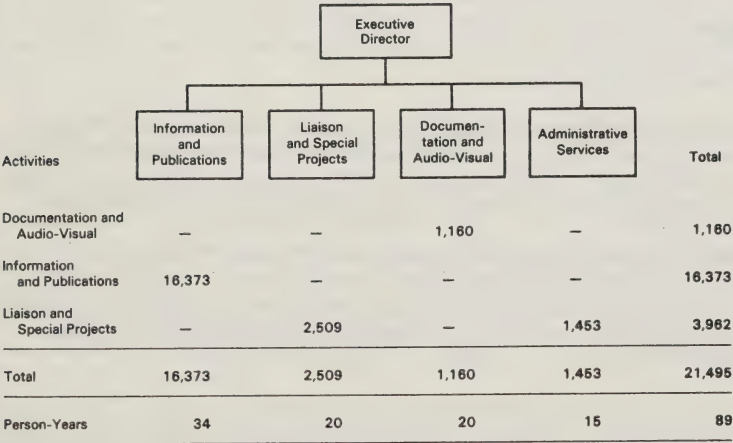 Executive
Director
Information
and
Publications
Liaison
and Special
Projects
Documen-
tation and
Audio-Visual
Administrative
Services
Activities
Total
Documentation and
Audio-Visual — — 1,160 — 1,160
Information
and Publications 16,373 — — — 16,373
Liaison and
Special Projects — 2,509 — 1,453 3,962
Total 16,373 2,509 1,160 1,453 21,495
Person-Years 34 20 20 15 89